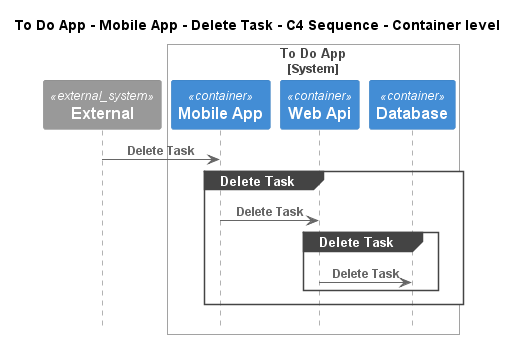 To Do App - Mobile App - Delete Task - C4 Sequence - Container level
To Do App
[System]
«external_system»
External
«container»
Mobile App
«container»
Web Api
«container»
Database
Delete Task
Delete Task
Delete Task
Delete Task
Delete Task